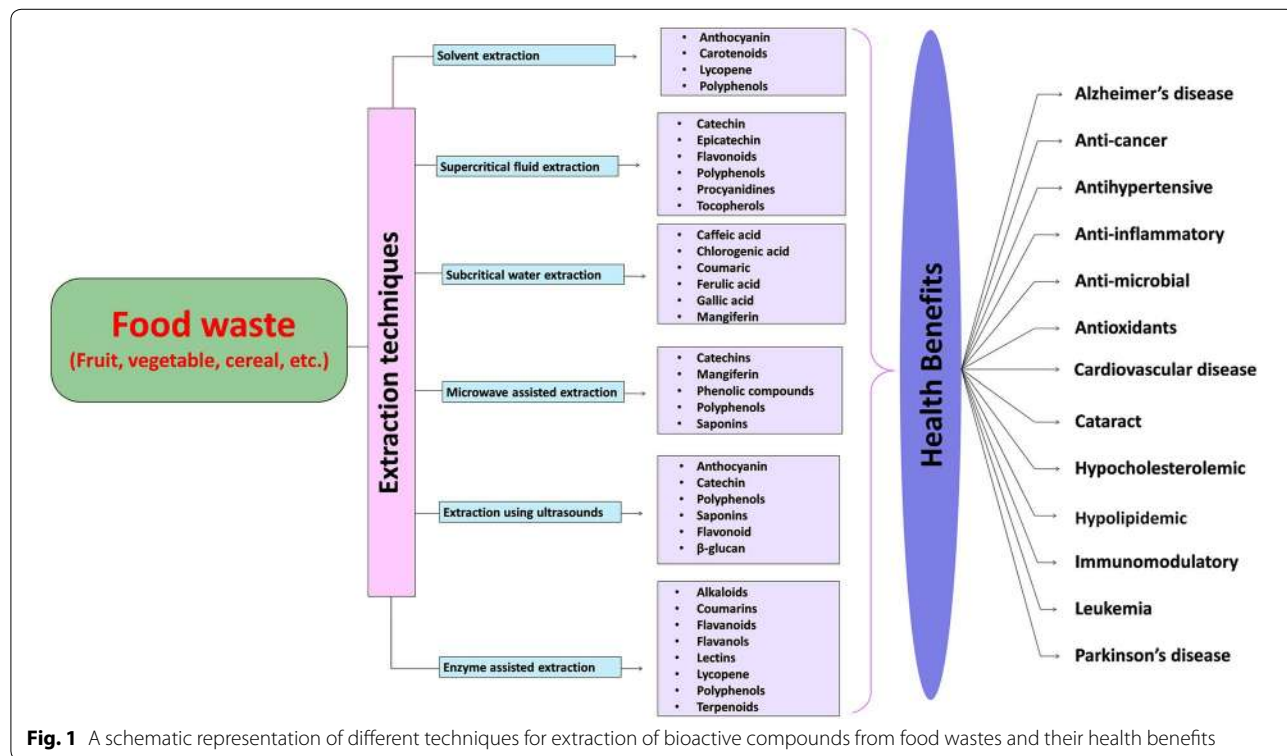 Food waste
(Fruit, vegetable, cereal, etc.)
Extraction techniques
Solvent extraction
• Anthocyanin
• Carotenoids
• Lycopene
• Polyphenols
Supercritical fluid extraction
• Catechin
• Epicatechin
• Flavonoids
• Polyphenols
• Procyanidines
• Tocopherols
Subcritical water extraction
• Caffeic acid
• Chlorogenic acid
• Coumaric
• Ferulic acid
• Gallic acid
• Mangiferin
Microwave assisted extraction
• Catechins
• Mangiferin
• Phenolic compounds
• Polyphenols
• Saponins
Extraction using ultrasounds
• Anthocyanin
• Catechin
• Polyphenols
• Saponins
• Flavonoid
• β-glucan
Enzyme assisted extraction
• Alkaloids
• Coumarins
• Flavanoids
• Flavanols
• Lectins
• Lycopene
• Polyphenols
• Terpenoids
Health Benefits
Alzheimer's disease
Anti-cancer
Antihypertensive
Anti-inflammatory
Anti-microbial
Antioxidants
Cardiovascular disease
Cataract
Hypocholesterolemic
Hypolipidemic
Immunomodulatory
Leukemia
Parkinson's disease
Fig. 1 A schematic representation of different techniques for extraction of bioactive compounds from food wastes and their health benefits